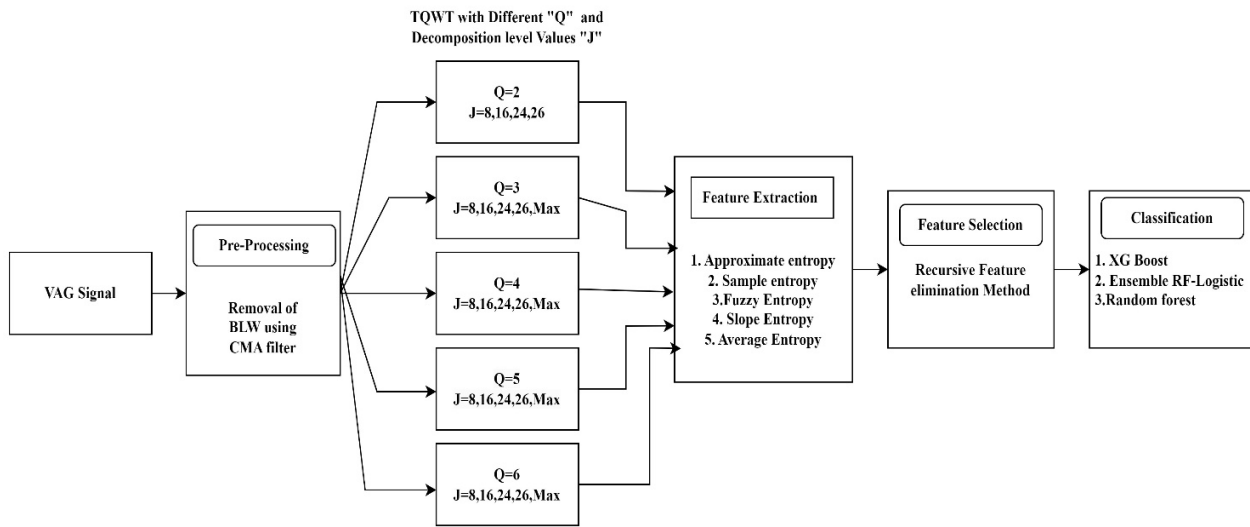 TQWT with Different "Q" and
Decomposition level Values "J"
VAG Signal
Pre-Processing
Removal of
BLW using
CMA filter
Q=2
J=8,16,24,26
Q=3
J=8,16,24,26,Max
Q=4
J=8,16,24,26,Max
Q=5
J=8,16,24,26,Max
Q=6
J=8,16,24,26,Max
Feature Extraction
1. Approximate entropy
2. Sample entropy
3.Fuzzy Entropy
4. Slope Entropy
5. Average Entropy
Feature Selection
Recursive Feature
elimination Method
Classification
1. XG Boost
2. Ensemble RF-Logistic
3.Random forest